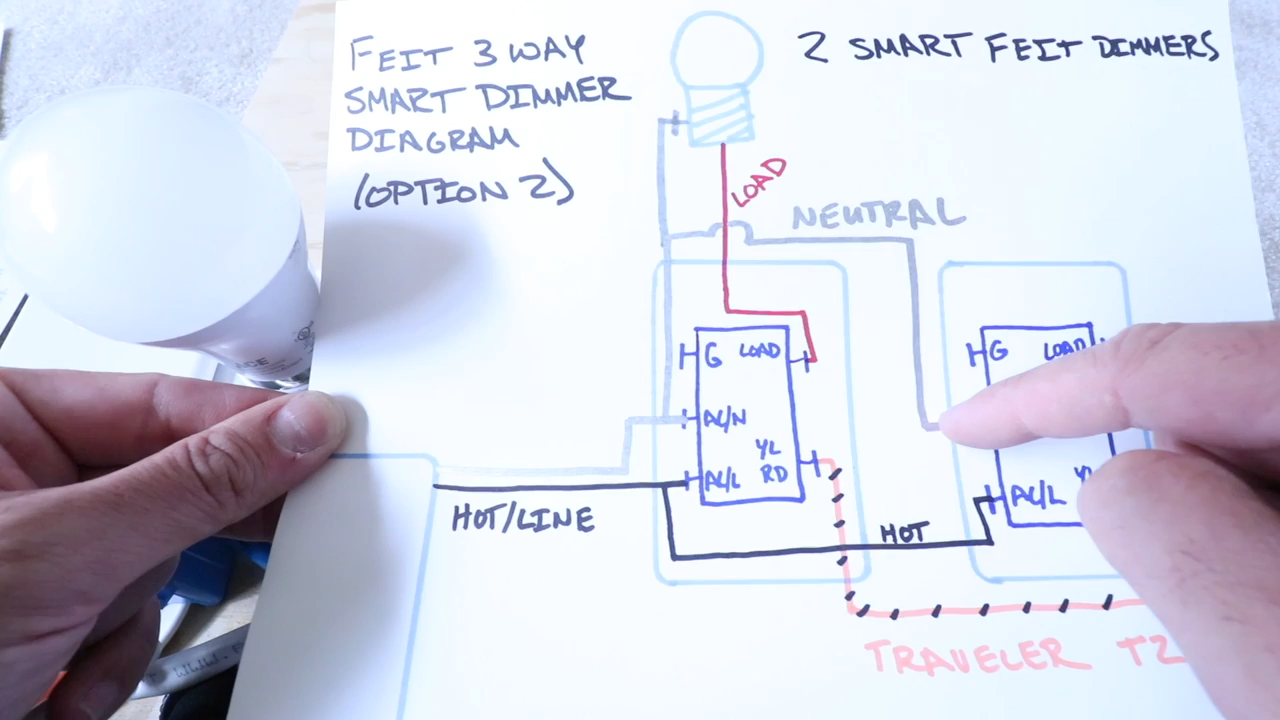 FEIT 3 WAY
SMART DIMMER
DIAGRAM
(OPTION 2)
2 SMART FEIT DIMMERS
LOAD
NEUTRAL
G LOAD
AC/N
YL
RD
AC/L
HOT/LINE
G LOAD
AC/L
HOT
TRAVELER T2